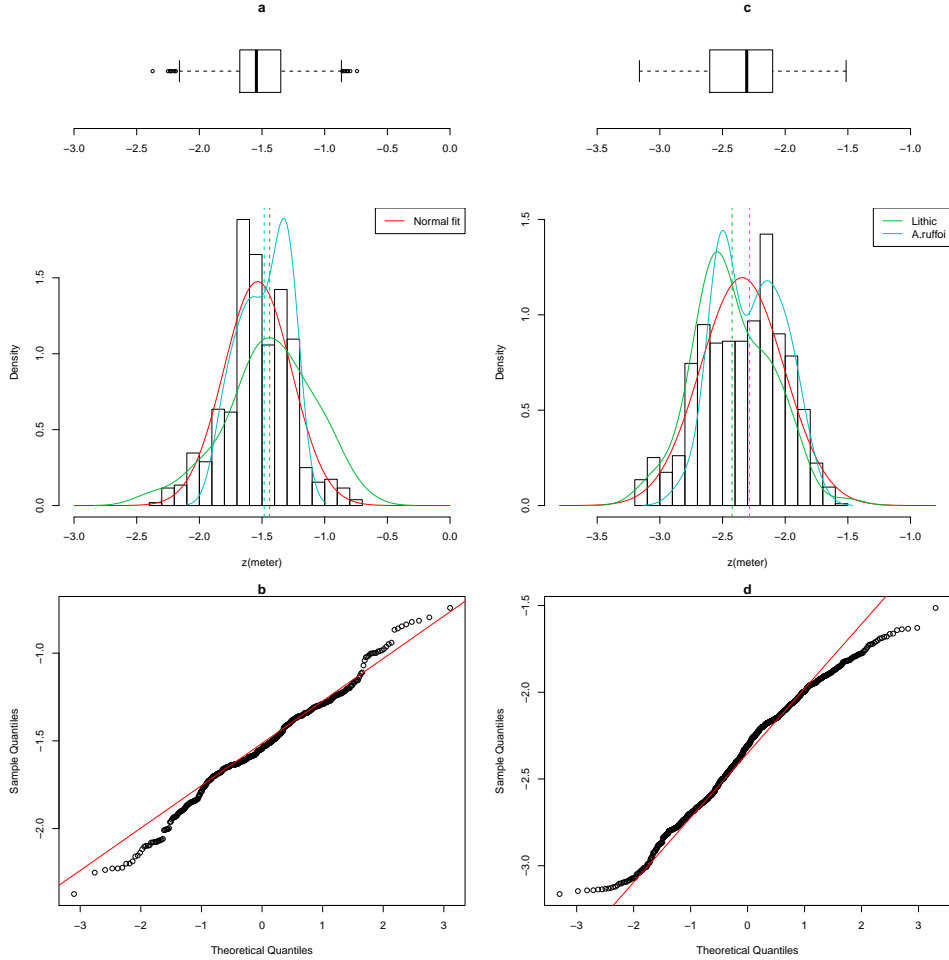 a
−3.0 −2.5 −2.0 −1.5 −1.0 −0.5 0.0
Normal fit
Density
0.0 0.5 1.0 1.5
−3.0 −2.5 −2.0 −1.5 −1.0 −0.5 0.0
z(meter)
b
Sample Quantiles
−2.0 −1.5 −1.0
−3 −2 −1 0 1 2 3
Theoretical Quantiles
c
−3.5 −3.0 −2.5 −2.0 −1.5 −1.0
Lithic
A.ruffoi
Density
0.0 0.5 1.0 1.5
−3.5 −3.0 −2.5 −2.0 −1.5 −1.0
z(meter)
d
Sample Quantiles
−3.0 −2.5 −2.0 −1.5
−3 −2 −1 0 1 2 3
Theoretical Quantiles